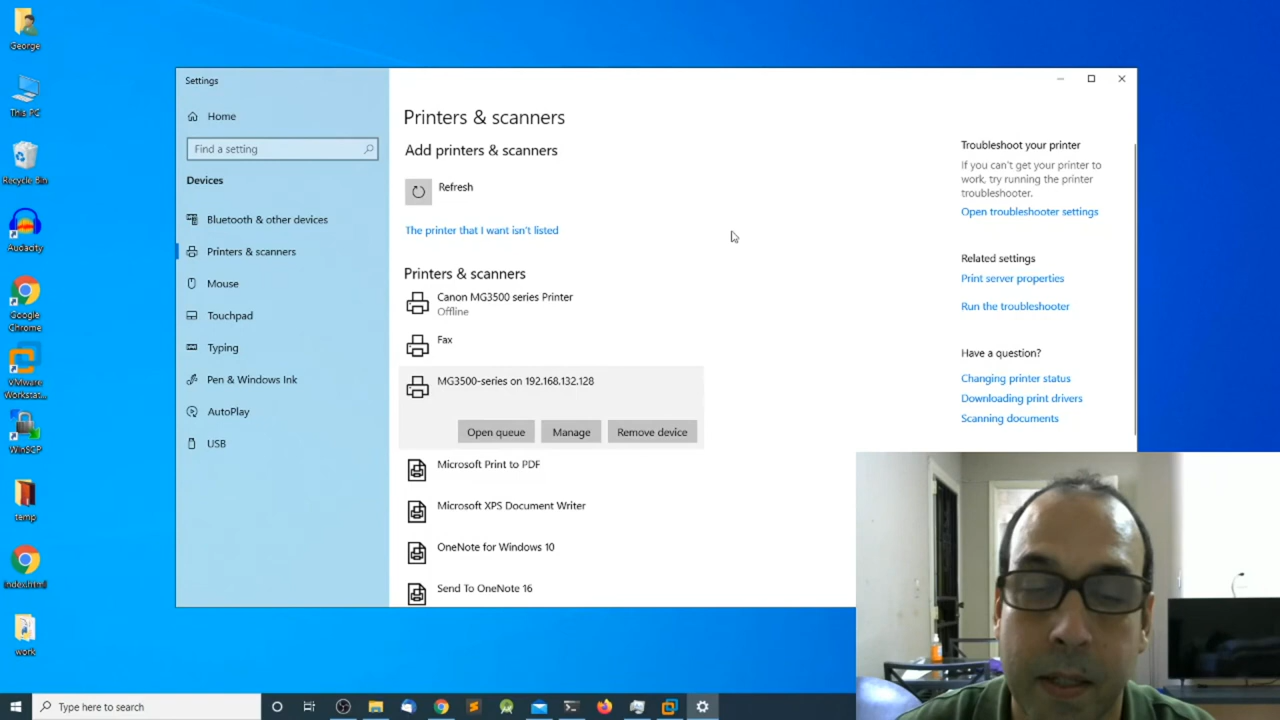 George
This PC
Recycle Bin
Audacity
Google
Chrome
VMware
Workstat...
WinSCP
temp
index.html
work
Settings
Home
Find a setting
Devices
Bluetooth & other devices
Printers & scanners
Mouse
Touchpad
Typing
Pen & Windows Ink
AutoPlay
USB
Printers & scanners
Add printers & scanners
Refresh
The printer that I want isn't listed
Printers & scanners
Canon MG3500 series Printer
Offline
Fax
MG3500-series on 192.168.132.128
Open queue
Manage
Remove device
Microsoft Print to PDF
Microsoft XPS Document Writer
OneNote for Windows 10
Send To OneNote 16
Troubleshoot your printer
If you can't get your printer to
work, try running the printer
troubleshooter.
Open troubleshooter settings
Related settings
Print server properties
Run the troubleshooter
Have a question?
Changing printer status
Downloading print drivers
Scanning documents
Type here to search